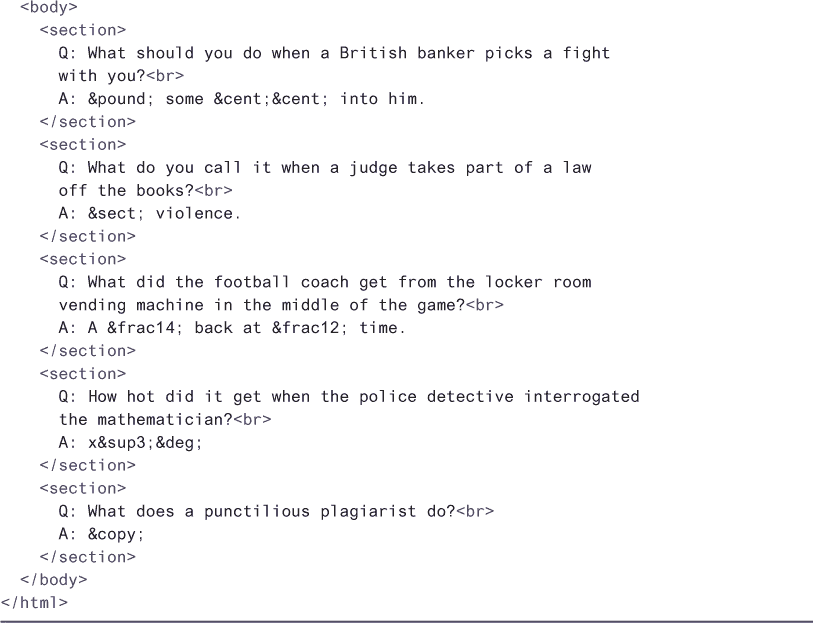 <body>
<section>
Q: What should you do when a British banker picks a fight
with you?<br>
A: &pound; some &cent;&cent; into him.
</section>
<section>
Q: What do you call it when a judge takes part of a law
off the books?<br>
A: &sect; violence.
</section>
<section>
Q: What did the football coach get from the locker room
vending machine in the middle of the game?<br>
A: A &frac14; back at &frac12; time.
</section>
<section>
Q: How hot did it get when the police detective interrogated
the mathematician?<br>
A: x&sup3;&deg;
</section>
<section>
Q: What does a punctilious plagiarist do?<br>
A: &copy;
</section>
</body>
</html>